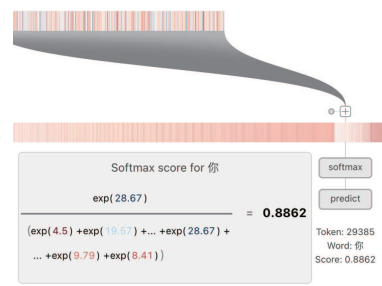 Softmax score for 你
exp( 28.67 )
(exp( 4.5 ) +exp( 19.57 ) +... +exp( 28.67 ) +
... +exp( 9.79 ) +exp( 8.41 ) )
= 0.8862
softmax
predict
Token: 29385
Word: 你
Score: 0.8862